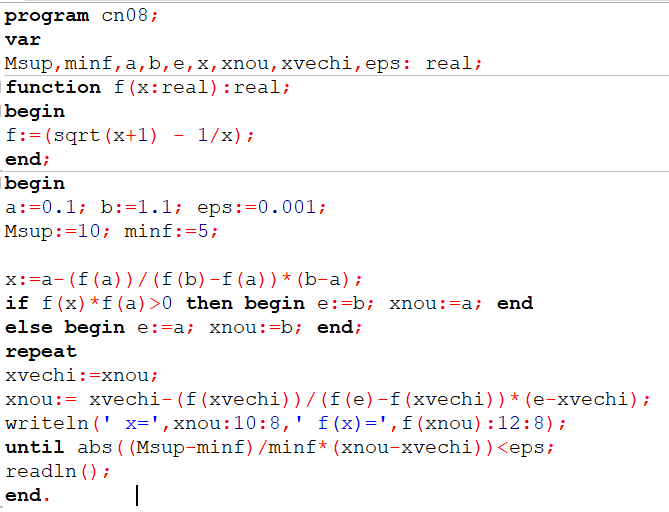 program cn08;
var
Msup,minf,a,b,e,x,xnou,xvechi,eps: real;
function f(x:real):real;
begin
f:=(sqrt(x+1) - 1/x);
end;
begin
a:=0.1; b:=1.1; eps:=0.001;
Msup:=10; minf:=5;
x:=a-(f(a))/(f(b)-f(a))*(b-a);
if f(x)*f(a)>0 then begin e:=b; xnou:=a; end
else begin e:=a; xnou:=b; end;
repeat
xvechi:=xnou;
xnou:= xvechi-(f(xvechi))/(f(e)-f(xvechi))*(e-xvechi);
writeln(' x=',xnou:10:8,' f(x)=',f(xnou):12:8);
until abs((Msup-minf)/minf*(xnou-xvechi))<eps;
readln();
end.